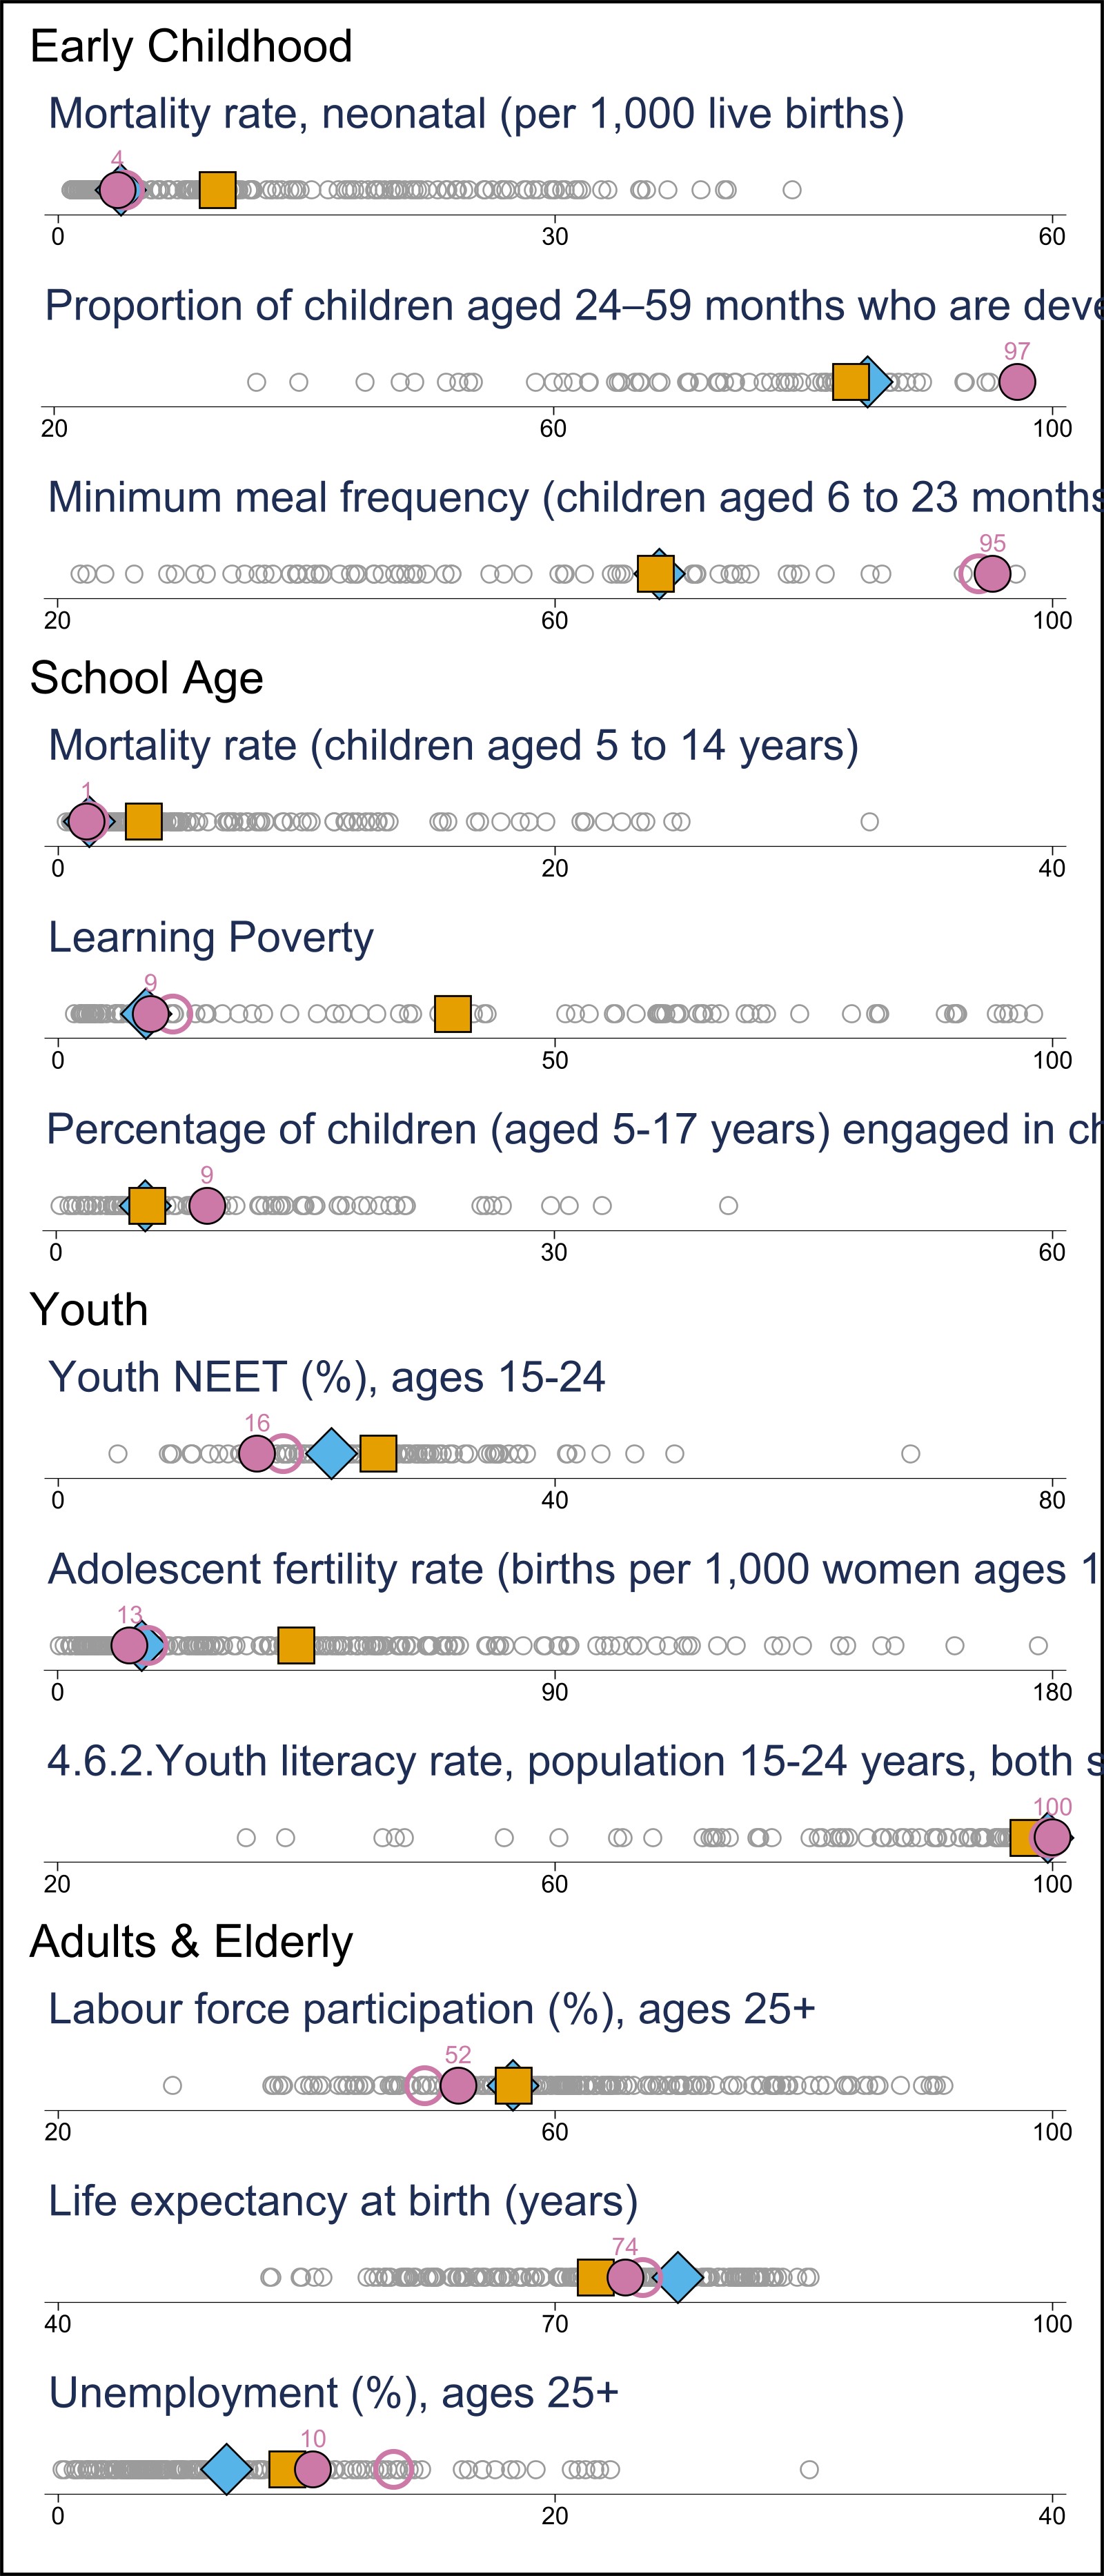 Early Childhood
Mortality rate, neonatal (per 1,000 live births)
4
0 30 60
Proportion of children aged 24–59 months who are deve
97
20 60 100
Minimum meal frequency (children aged 6 to 23 months
95
20 60 100
School Age
Mortality rate (children aged 5 to 14 years)
1
0 20 40
Learning Poverty
9
0 50 100
Percentage of children (aged 5-17 years) engaged in ch
9
0 30 60
Youth
Youth NEET (%), ages 15-24
16
0 40 80
Adolescent fertility rate (births per 1,000 women ages 1
13
0 90 180
4.6.2.Youth literacy rate, population 15-24 years, both s
100
20 60 100
Adults & Elderly
Labour force participation (%), ages 25+
52
20 60 100
Life expectancy at birth (years)
74
40 70 100
Unemployment (%), ages 25+
10
0 20 40